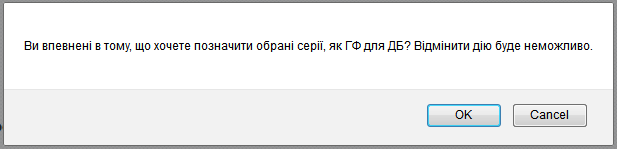 Ви впевнені в тому, що хочете позначити обрані серії, як ГФ для ДБ? Відмінити дію буде неможливо.
OK Cancel